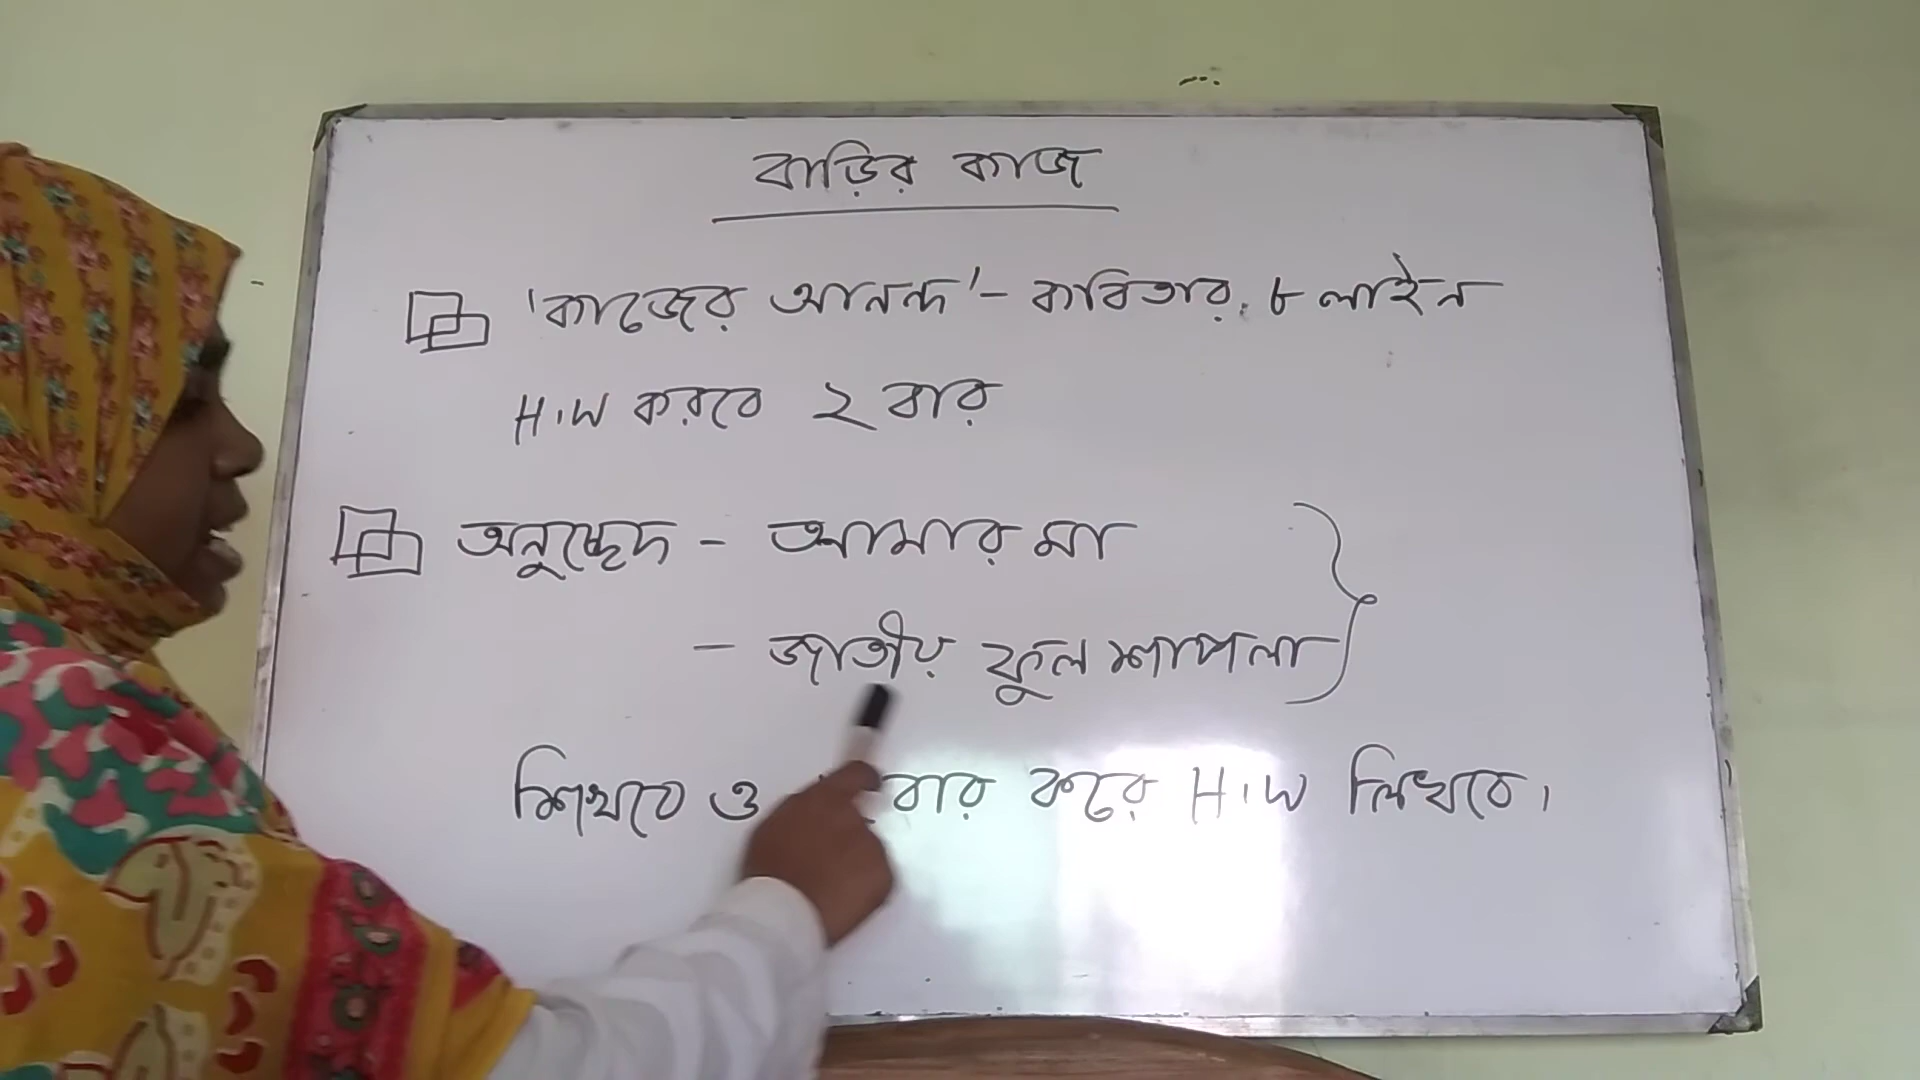 বাড়ির কাজ
'কাজের আনন্দ' - কবিতার ৮ লাইন
H.W করবে ২ বার
অনুচ্ছেদ - আমার মা
- জাতীয় ফুল শাপলা
শিখবে ও বার করে H.W লিখবে।